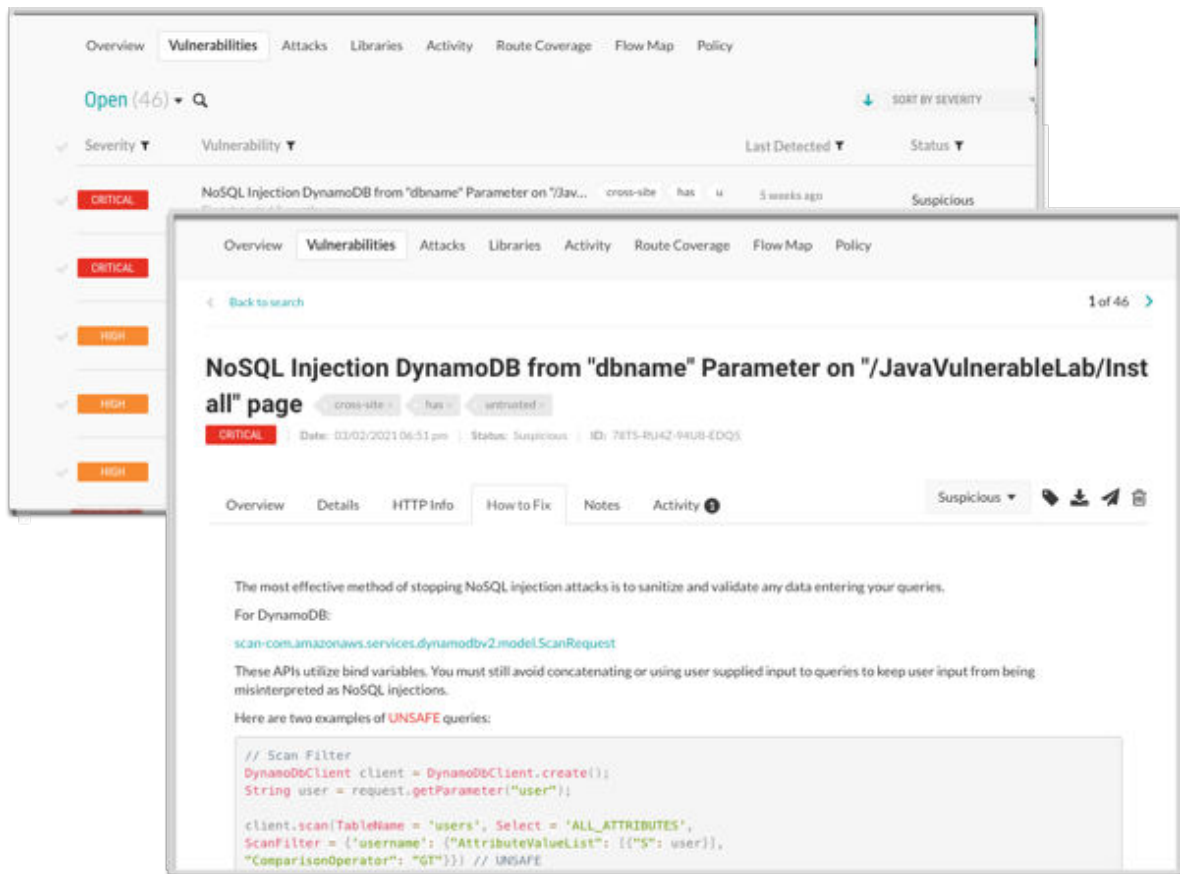 Overview Vulnerabilities Attacks Libraries Activity Route Coverage Flow Map Policy
Open (46)
SORT BY SEVERITY
Severity Vulnerability Last Detected Status
CRITICAL NoSQL Injection DynamoDB from "dbname" Parameter on "/Jav... cross-site has u 5 weeks ago Suspicious
CRITICAL
HIGH
HIGH
HIGH
Overview Vulnerabilities Attacks Libraries Activity Route Coverage Flow Map Policy
Back to search 1 of 46
NoSQL Injection DynamoDB from "dbname" Parameter on "/JavaVulnerableLab/Inst
all" page cross-site has untrusted
CRITICAL Date: 03/02/2021 06:51 pm Status: Suspicious ID:
Overview Details HTTP Info How to Fix Notes Activity 1 Suspicious
The most effective method of stopping NoSQL injection attacks is to sanitize and validate any data entering your queries.
For DynamoDB:
scan-com.amazonaws.services.dynamodbv2.model.ScanRequest
These APIs utilize bind variables. You must still avoid concatenating or using user supplied input to queries to keep user input from being
misinterpreted as NoSQL injections.
Here are two examples of UNSAFE queries:
// Scan Filter
DynamoDbClient client = DynamoDbClient.create();
String user = request.getParameter("user");
client.scan(TableName = 'users', Select = 'ALL_ATTRIBUTES',
ScanFilter = {'username': {"AttributeValueList": [{"S": user}],
"ComparisonOperator": "GT"}}) // UNSAFE